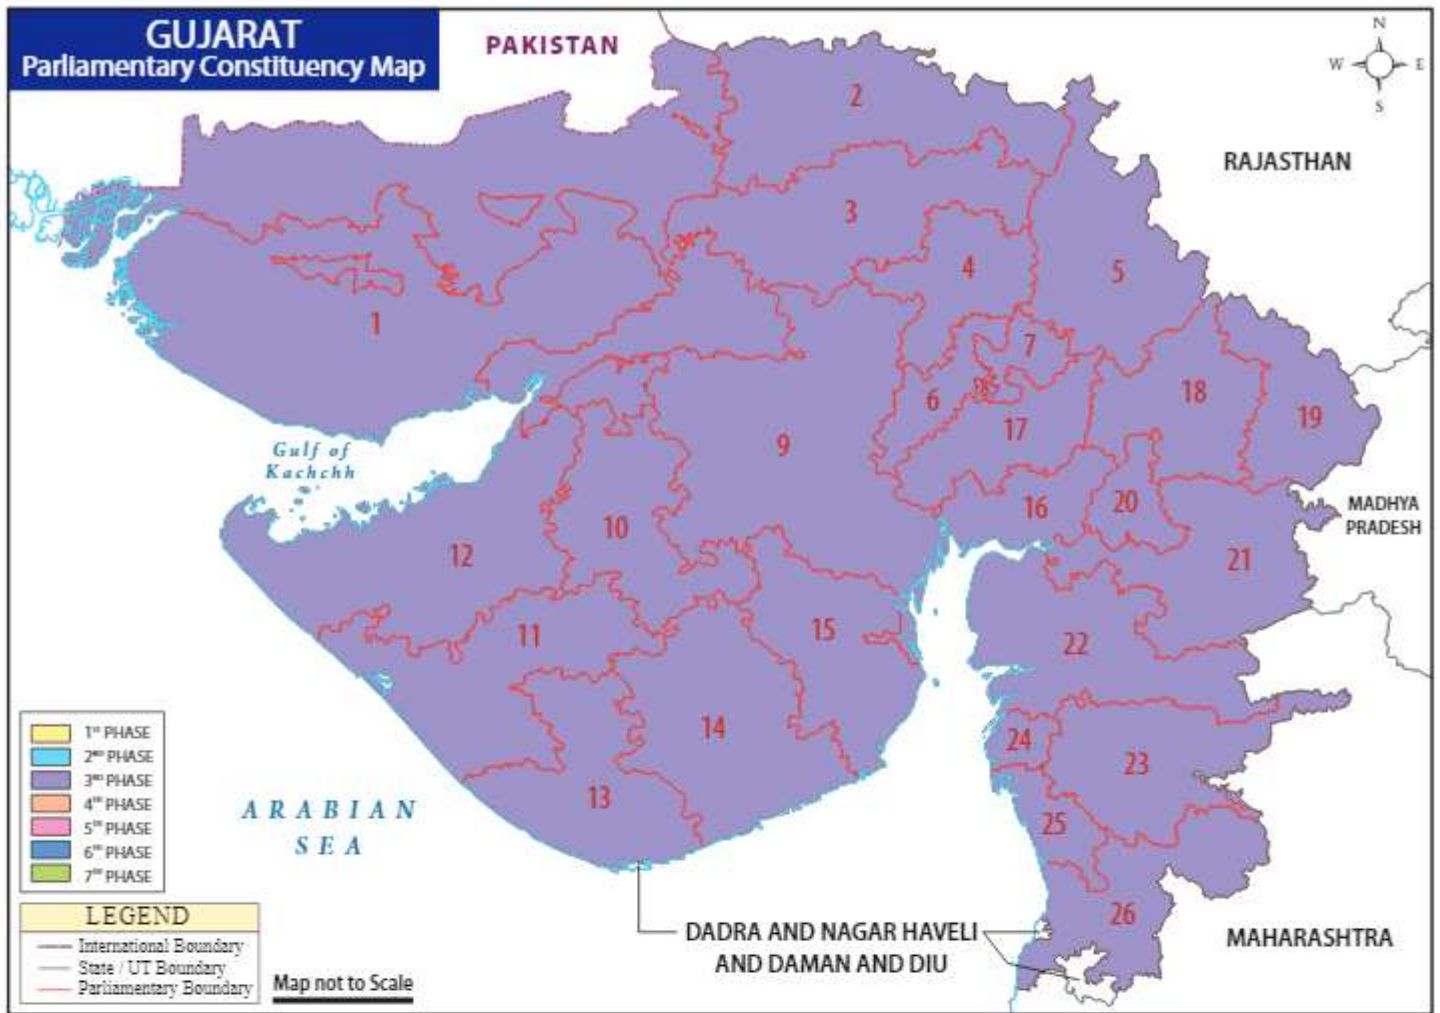 GUJARAT
Parliamentary Constituency Map
PAKISTAN
N
W
E
S
RAJASTHAN
2
3
4
5
1
7
8
6
18
17
19
9
Gulf of
Kachchh
16
20
MADHYA
PRADESH
10
12
21
11
15
22
14
24
23
13
25
26
ARABIAN
SEA
1ST PHASE
2ND PHASE
3RD PHASE
4TH PHASE
5TH PHASE
6TH PHASE
7TH PHASE
LEGEND
International Boundary
State / UT Boundary
Parliamentary Boundary
Map not to Scale
DADRA AND NAGAR HAVELI
AND DAMAN AND DIU
MAHARASHTRA